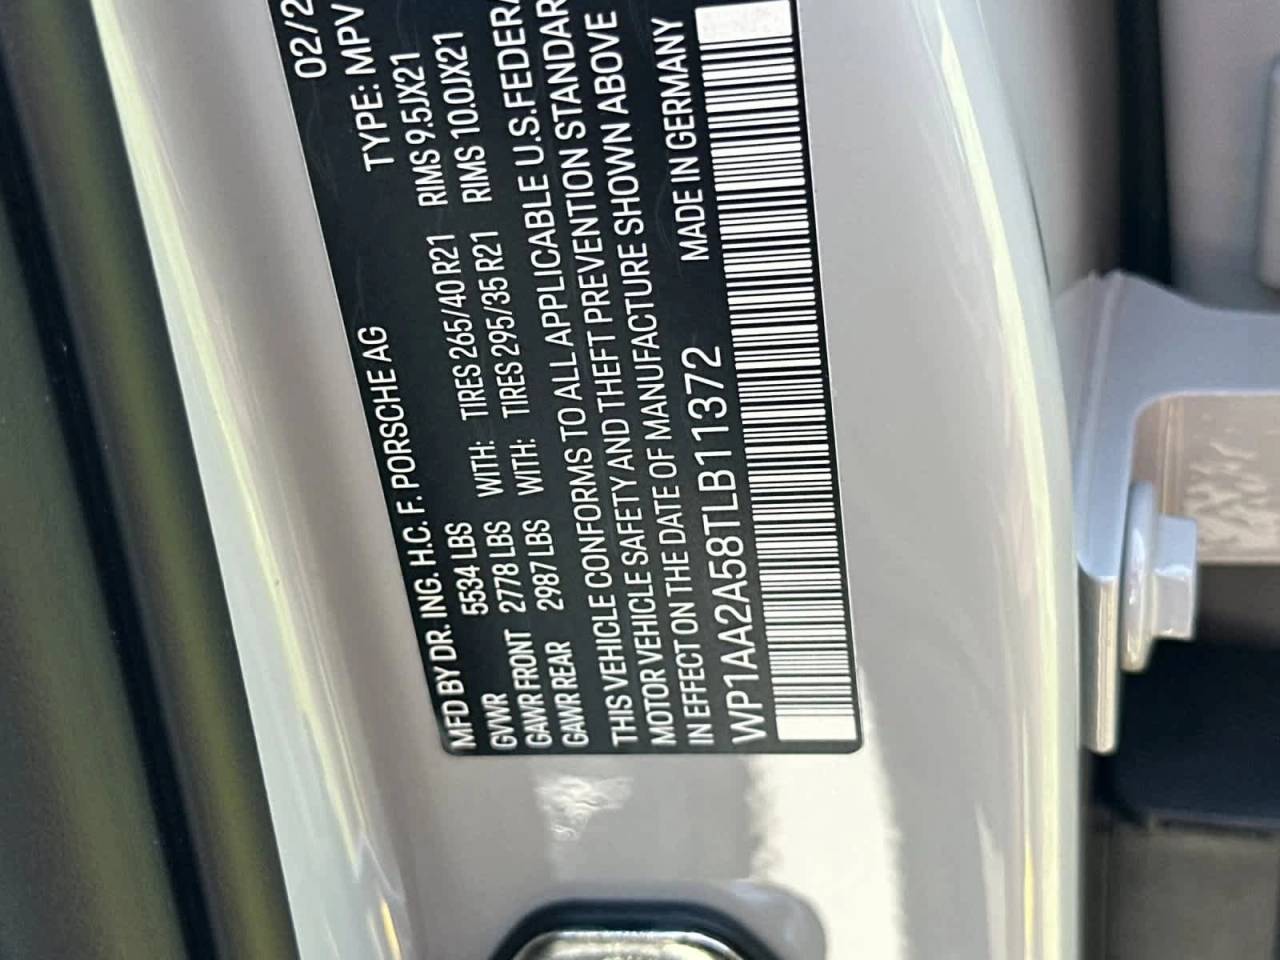 MFD BY DR. ING. H.C. F. PORSCHE AG 02/2
GVWR 5534 LBS TYPE: MPV
GAWR FRONT 2778 LBS WITH: TIRES 265/40 R21 RIMS 9.5JX21
GAWR REAR 2987 LBS WITH: TIRES 295/35 R21 RIMS 10.0JX21
THIS VEHICLE CONFORMS TO ALL APPLICABLE U.S.FEDERA
MOTOR VEHICLE SAFETY AND THEFT PREVENTION STANDAR
IN EFFECT ON THE DATE OF MANUFACTURE SHOWN ABOVE
WP1AA2A58TLB11372 MADE IN GERMANY